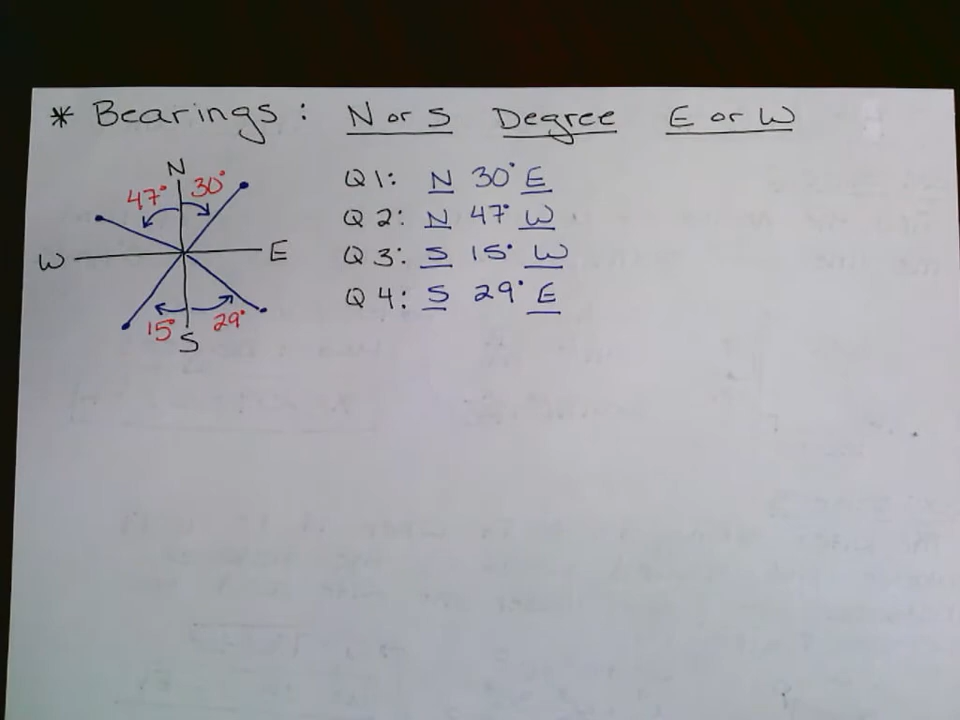 * Bearings: N or S Degree E or W
N
47° 30°
W E
15° 29°
S
Q1: N 30° E
Q2: N 47° W
Q3: S 15° W
Q4: S 29° E